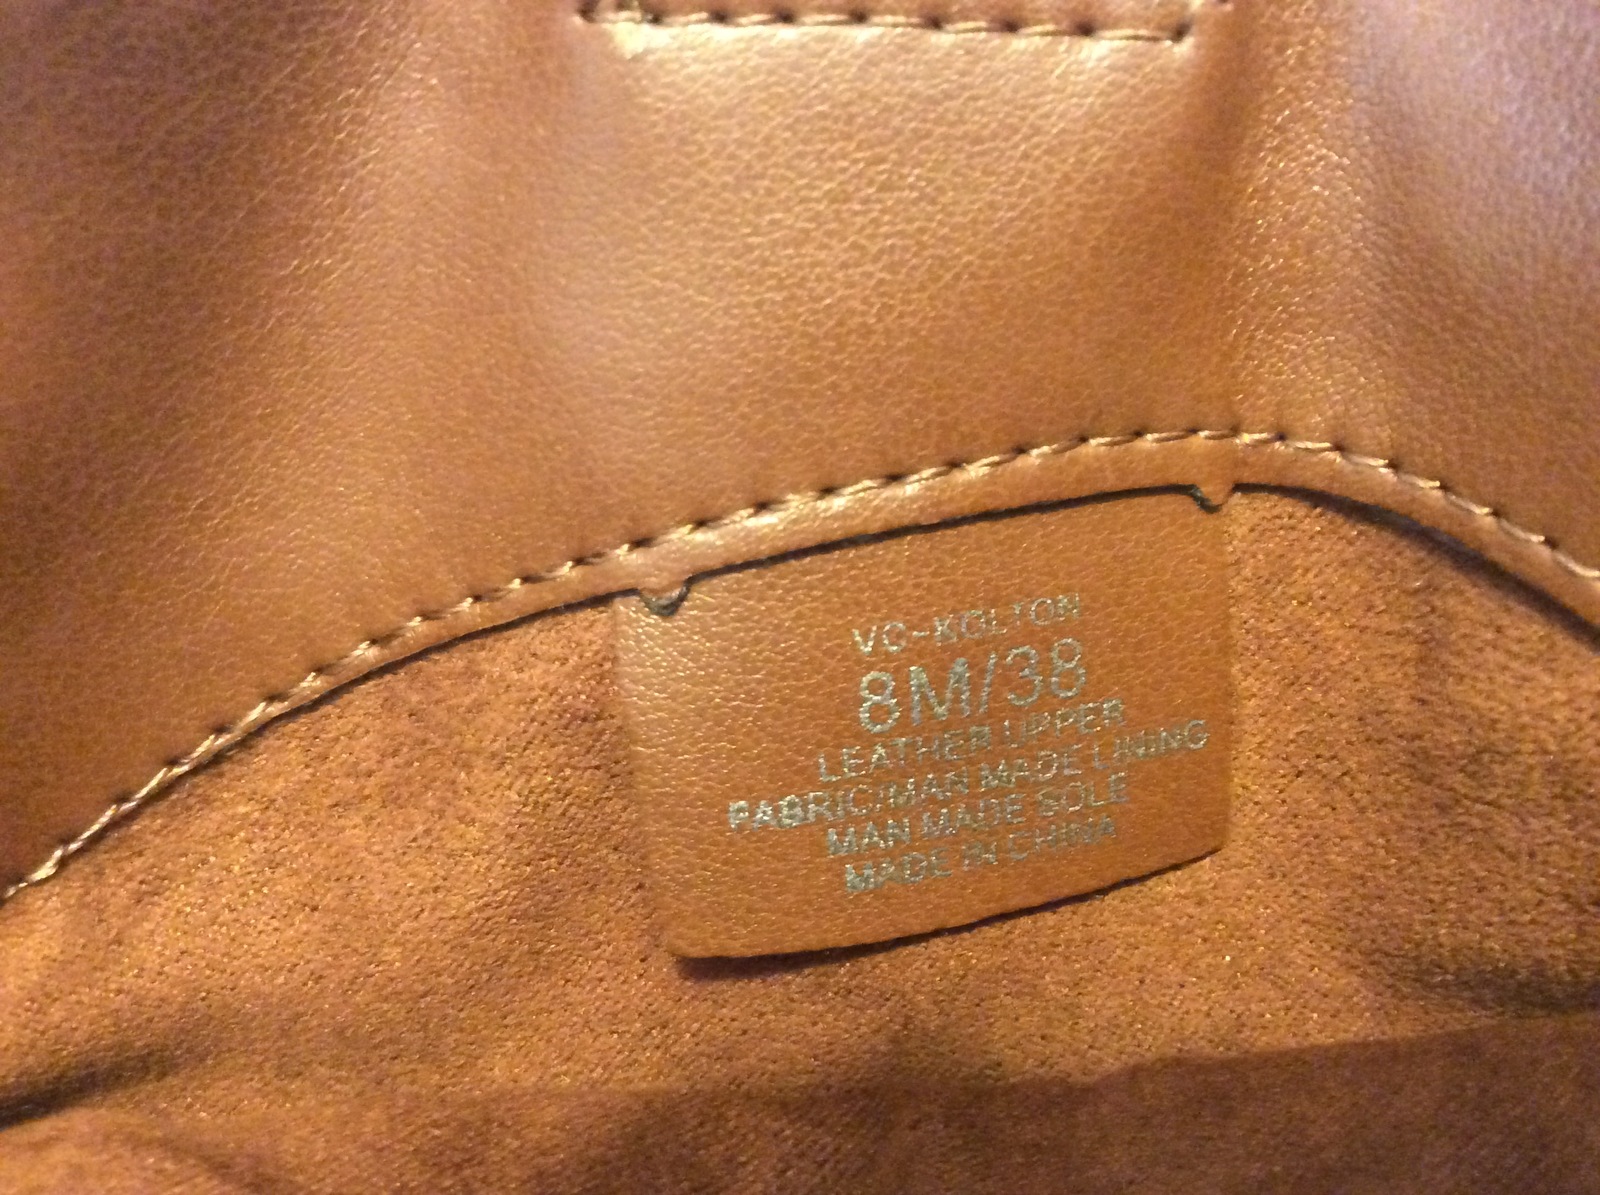 VC-KOLTON
8M/38
LEATHER UPPER
FABRIC/MAN MADE LINING
MAN MADE SOLE
MADE IN CHINA